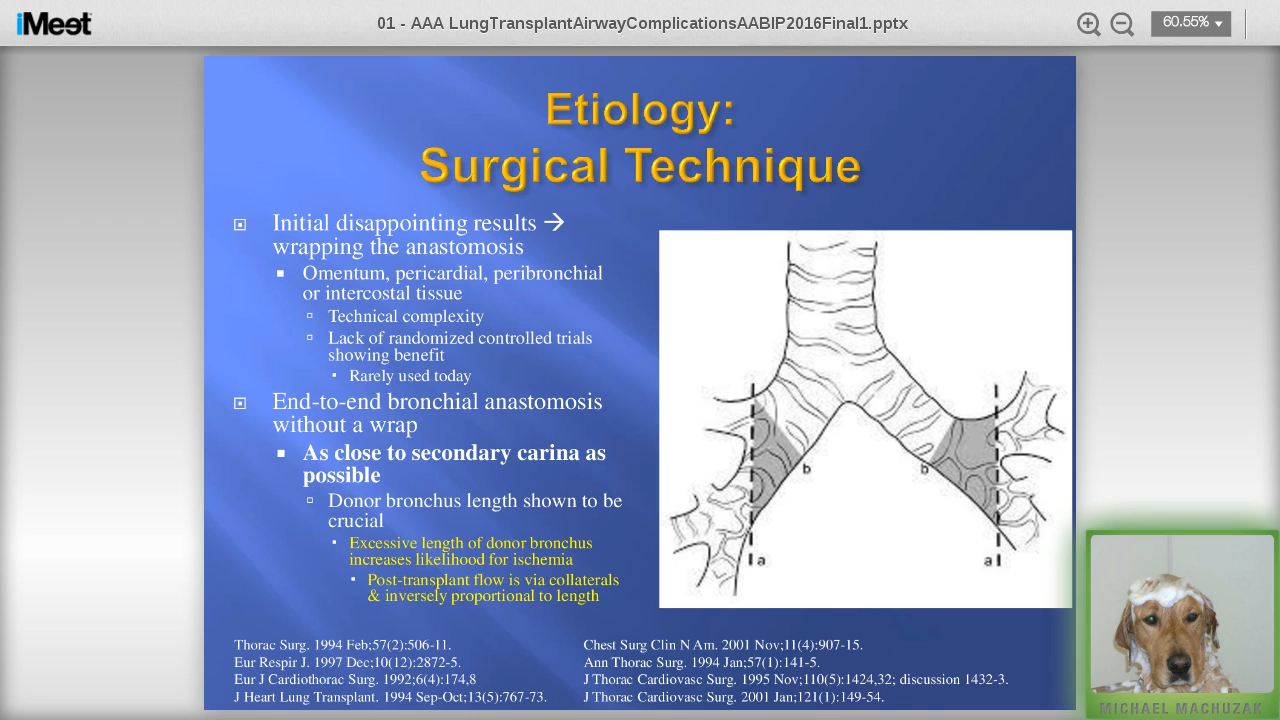 iMeet
01 - AAA LungTransplantAirwayComplicationsAABIP2016Final1.pptx
60.55%
Etiology:
Surgical Technique
Initial disappointing results →
wrapping the anastomosis
Omentum, pericardial, peribronchial
or intercostal tissue
Technical complexity
Lack of randomized controlled trials
showing benefit
Rarely used today
End-to-end bronchial anastomosis
without a wrap
As close to secondary carina as
possible
Donor bronchus length shown to be
crucial
Excessive length of donor bronchus
increases likelihood for ischemia
Post-transplant flow is via collaterals
& inversely proportional to length
b
b
a
a
Thorac Surg. 1994 Feb;57(2):506-11.
Eur Respir J. 1997 Dec;10(12):2872-5.
Eur J Cardiothorac Surg. 1992;6(4):174,8
J Heart Lung Transplant. 1994 Sep-Oct;13(5):767-73.
Chest Surg Clin N Am. 2001 Nov;11(4):907-15.
Ann Thorac Surg. 1994 Jan;57(1):141-5.
J Thorac Cardiovasc Surg. 1995 Nov;110(5):1424,32; discussion 1432-3.
J Thorac Cardiovasc Surg. 2001 Jan;121(1):149-54.
MICHAEL MACHUZAK